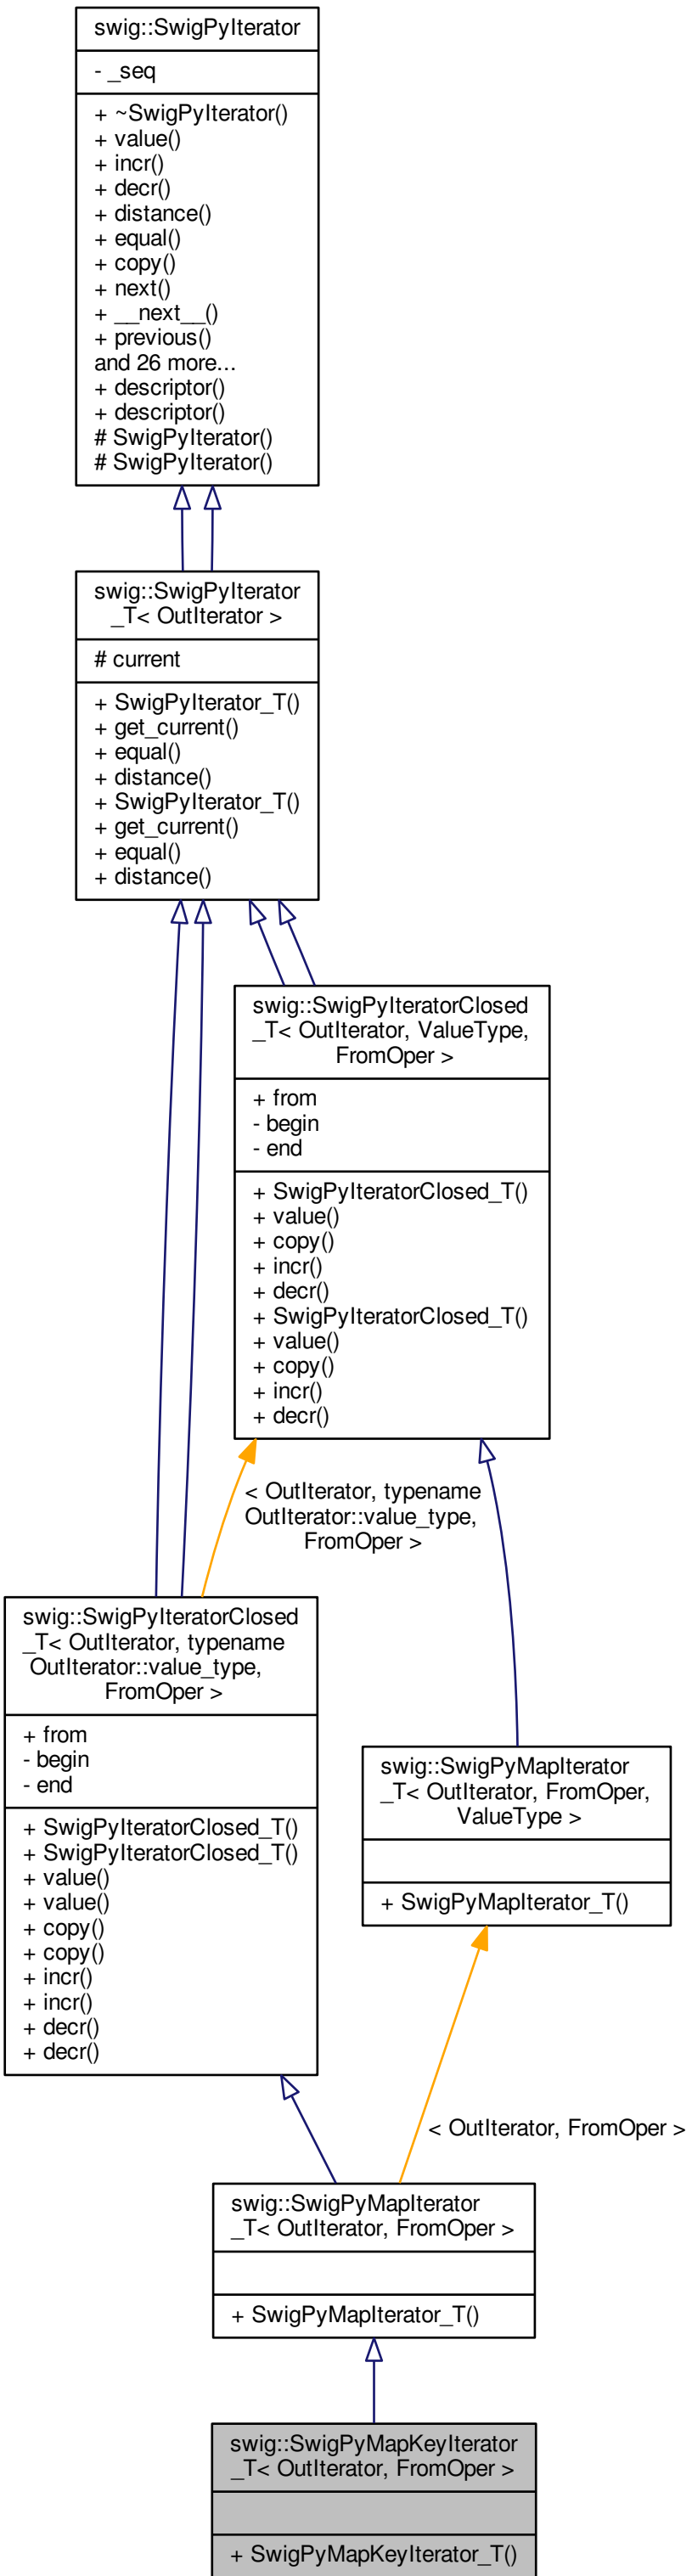 swig::SwigPyIterator
- _seq
+ ~SwigPyIterator()
+ value()
+ incr()
+ decr()
+ distance()
+ equal()
+ copy()
+ next()
+ __next__()
+ previous()
and 26 more...
+ descriptor()
+ descriptor()
# SwigPyIterator()
# SwigPyIterator()
swig::SwigPyIterator
_T< OutIterator >
# current
+ SwigPyIterator_T()
+ get_current()
+ equal()
+ distance()
+ SwigPyIterator_T()
+ get_current()
+ equal()
+ distance()
swig::SwigPyIteratorClosed
_T< OutIterator, ValueType,
FromOper >
+ from
- begin
- end
+ SwigPyIteratorClosed_T()
+ value()
+ copy()
+ incr()
+ decr()
+ SwigPyIteratorClosed_T()
+ value()
+ copy()
+ incr()
+ decr()
< OutIterator, typename
OutIterator::value_type,
FromOper >
swig::SwigPyIteratorClosed
_T< OutIterator, typename
OutIterator::value_type,
FromOper >
+ from
- begin
- end
+ SwigPyIteratorClosed_T()
+ SwigPyIteratorClosed_T()
+ value()
+ value()
+ copy()
+ copy()
+ incr()
+ incr()
+ decr()
+ decr()
swig::SwigPyMapIterator
_T< OutIterator, FromOper,
ValueType >
+ SwigPyMapIterator_T()
< OutIterator, FromOper >
swig::SwigPyMapIterator
_T< OutIterator, FromOper >
+ SwigPyMapIterator_T()
swig::SwigPyMapKeyIterator
_T< OutIterator, FromOper >
+ SwigPyMapKeyIterator_T()